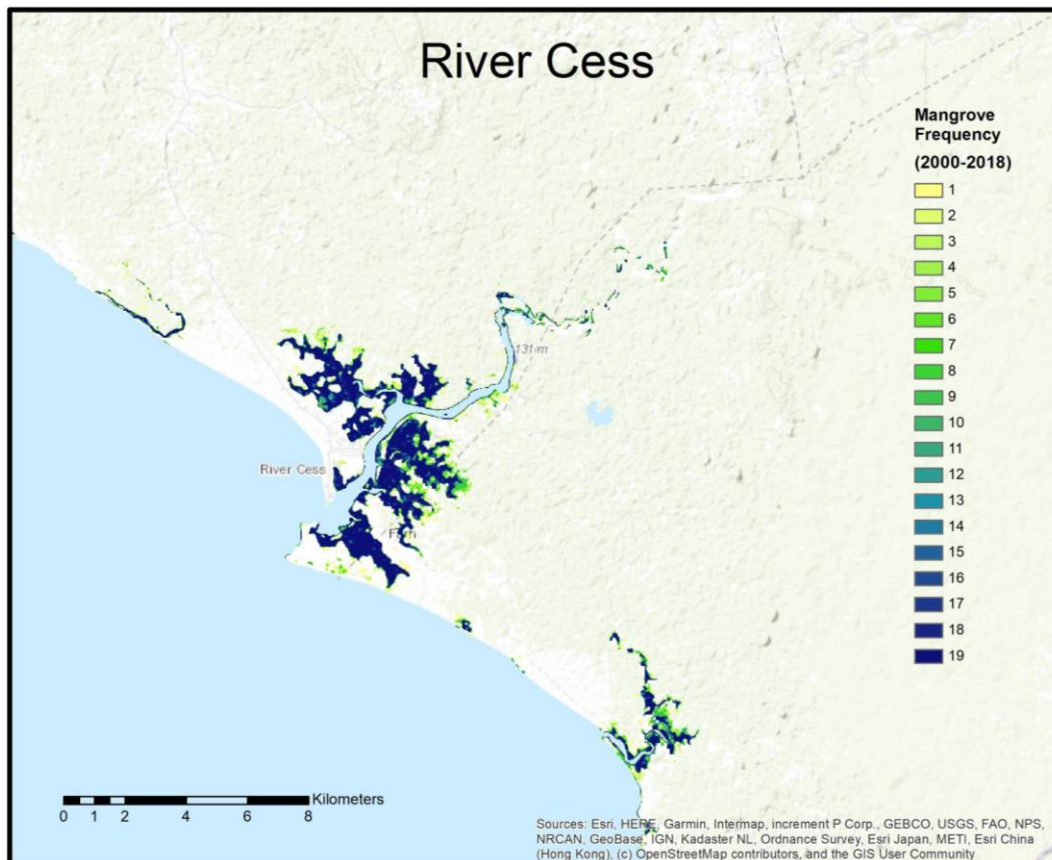 River Cess
Mangrove
Frequency
(2000-2018)
1
2
3
4
5
6
7
8
9
10
11
12
13
14
15
16
17
18
19
131 m
River Cess
Kilometers
0 1 2 4 6 8
Sources: Esri, HERE, Garmin, Intermap, increment P Corp., GEBCO, USGS, FAO, NPS,
NRCAN, GeoBase, IGN, Kadaster NL, Ordnance Survey, Esri Japan, METI, Esri China
(Hong Kong), (c) OpenStreetMap contributors, and the GIS User Community